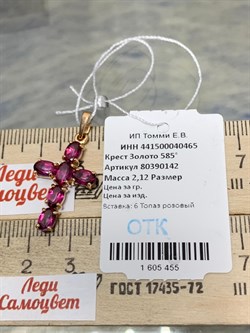 ИП Томми Е.В.
ИНН 441500040465
Крест Золото 585°
Артикул 80390142
Масса 2,12 Размер
Цена за гр.
Цена за изд.
Вставка: 6 Топаз розовый
ОТК
1 605 455
Леди
Самоцвет
Леди
Самоцвет
ГОСТ 17435-72